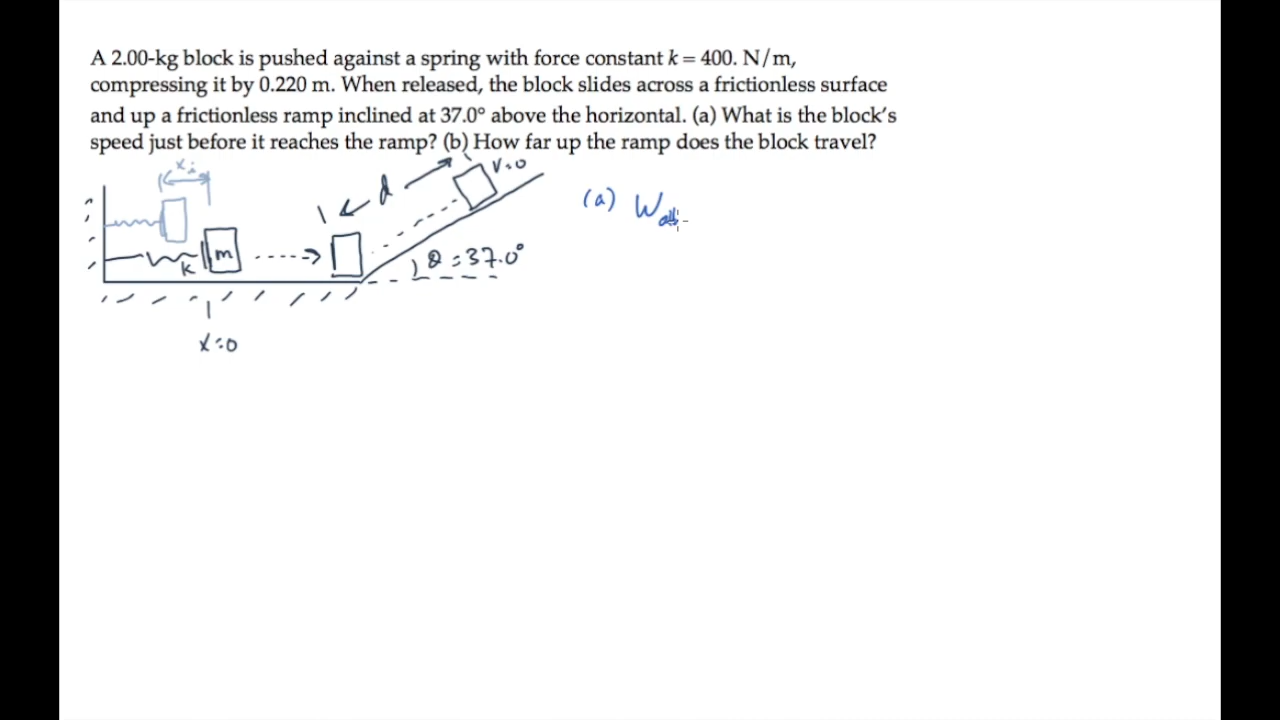 A 2.00-kg block is pushed against a spring with force constant k = 400. N/m,
compressing it by 0.220 m. When released, the block slides across a frictionless surface
and up a frictionless ramp inclined at 37.0° above the horizontal. (a) What is the block's
speed just before it reaches the ramp? (b) How far up the ramp does the block travel?
xi
d
v=0
(a) W
k
m
θ = 37.0°
x=0